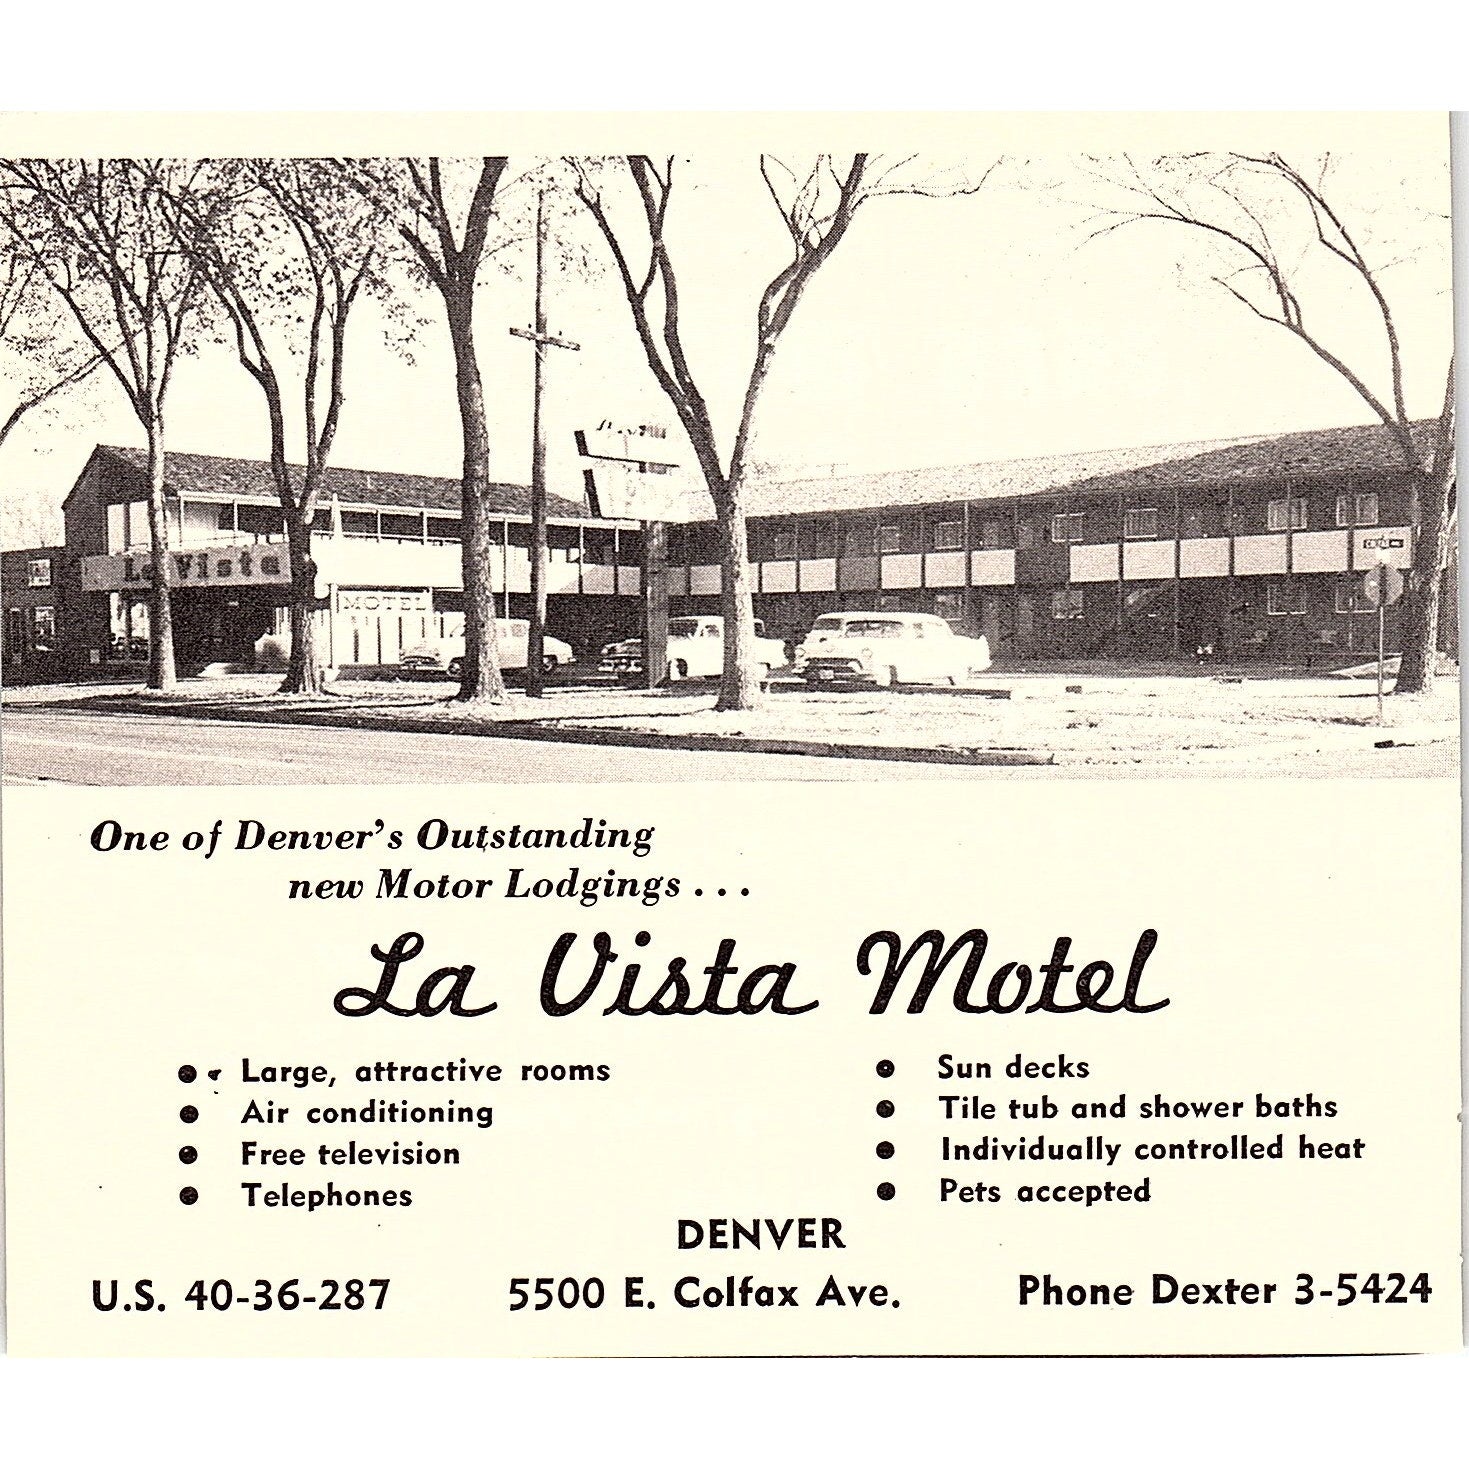 La Vista
MOTEL
One of Denver's Outstanding
new Motor Lodgings . . .
La Vista Motel
• Large, attractive rooms
• Air conditioning
• Free television
• Telephones
• Sun decks
• Tile tub and shower baths
• Individually controlled heat
• Pets accepted
DENVER
U.S. 40-36-287 5500 E. Colfax Ave. Phone Dexter 3-5424